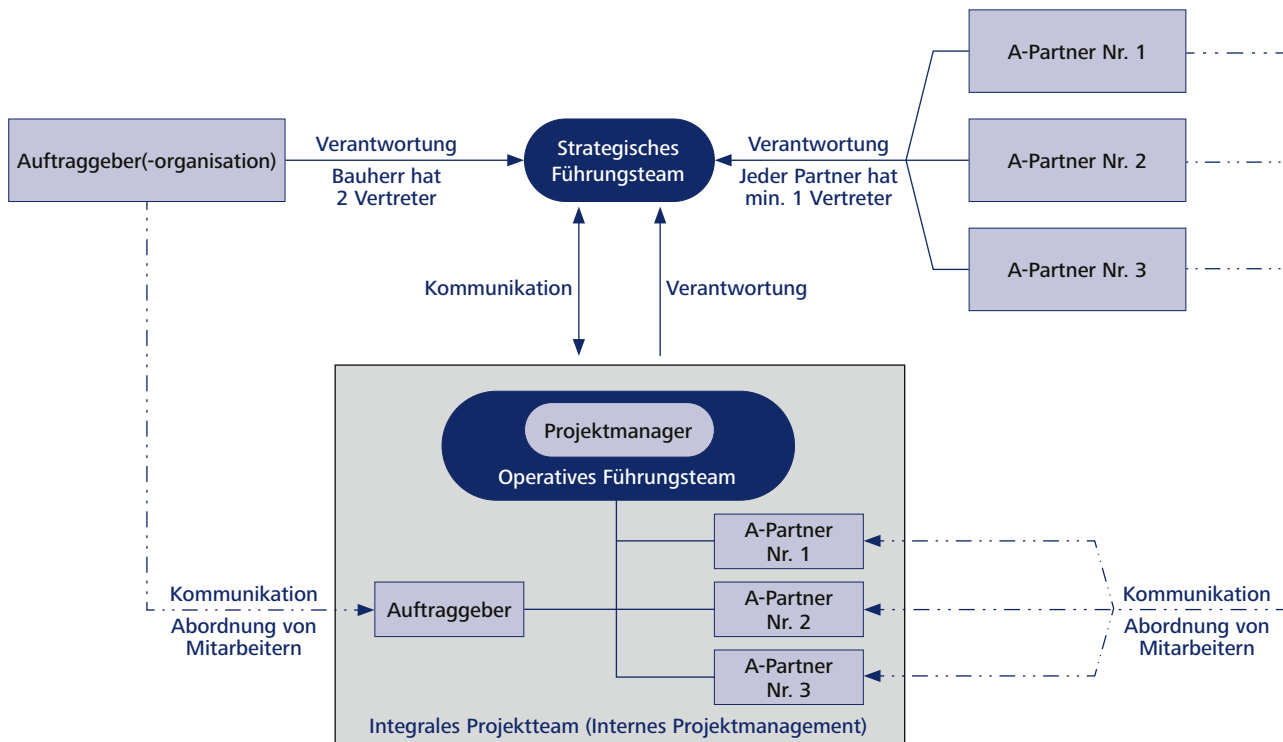 A-Partner Nr. 1
Auftraggeber(-organisation)
Verantwortung
Bauherr hat
2 Vertreter
Strategisches
Führungsteam
Verantwortung
Jeder Partner hat
min. 1 Vertreter
A-Partner Nr. 2
A-Partner Nr. 3
Kommunikation
Verantwortung
Projektmanager
Operatives Führungsteam
A-Partner
Nr. 1
Kommunikation
Abordnung von
Mitarbeitern
Auftraggeber
A-Partner
Nr. 2
Kommunikation
Abordnung von
Mitarbeitern
A-Partner
Nr. 3
Integrales Projektteam (Internes Projektmanagement)